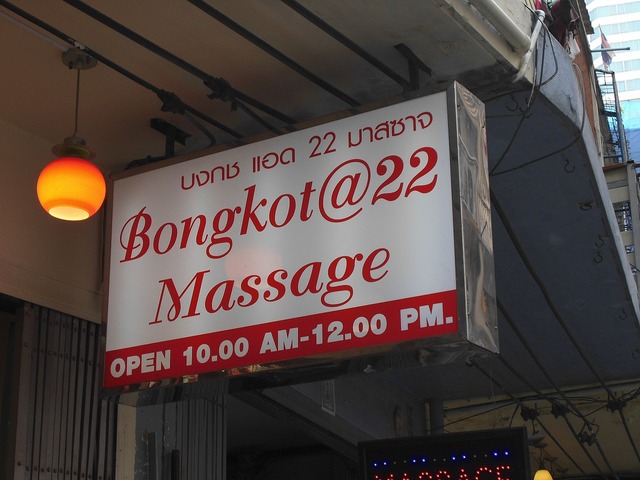 บงกช แอด 22 มาสซาจ
Bongkot@22
Massage
OPEN 10.00 AM-12.00 PM.
MASSAGE